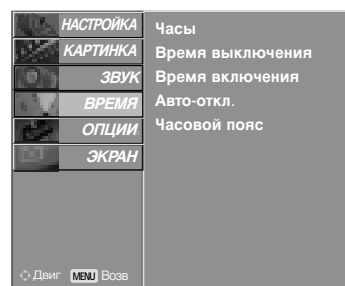 НАСТРОЙКА
КАРТИНКА
ЗВУК
ВРЕМЯ
ОПЦИИ
ЭКРАН
Часы
Время выключения
Время включения
Авто-откл.
Часовой пояс
Двиг MENU Возв